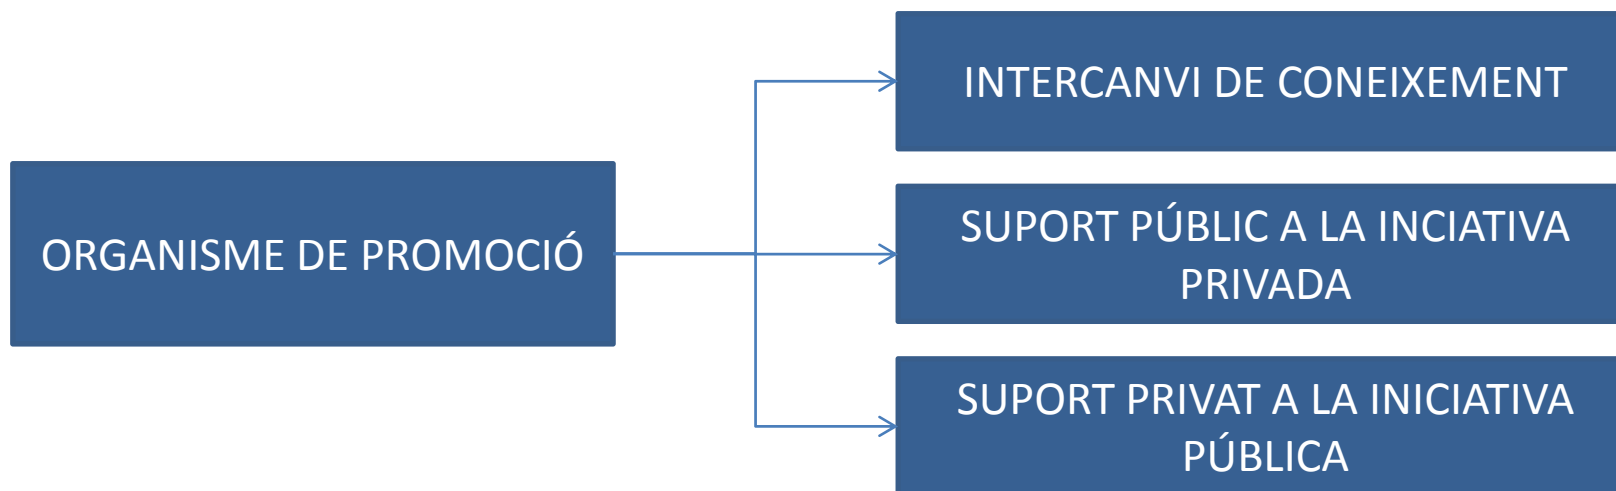 INTERCANVI DE CONEIXEMENT
ORGANISME DE PROMOCIÓ
SUPORT PÚBLIC A LA INCIATIVA
PRIVADA
SUPORT PRIVAT A LA INICIATIVA
PÚBLICA